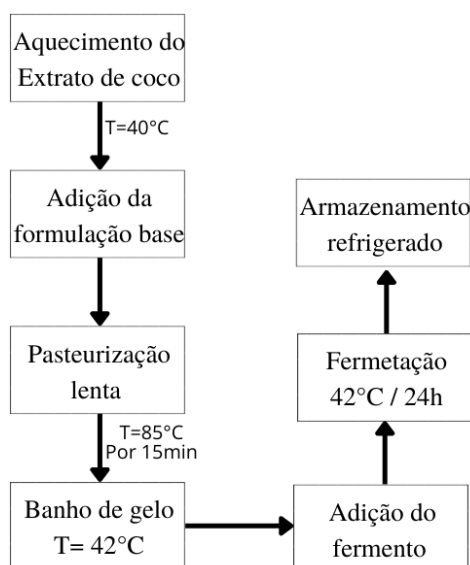 Aquecimento do
Extrato de coco
T=40°C
Adição da
formulação base
Pasteurização
lenta
T=85°C
Por 15min
Banho de gelo
T= 42°C
Adição do
fermento
Fermetação
42°C / 24h
Armazenamento
refrigerado